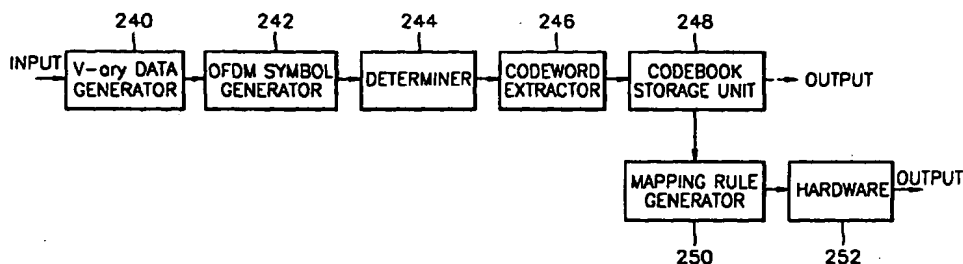 240
242
244
246
248
INPUT
V-ary DATA
GENERATOR
OFDM SYMBOL
GENERATOR
DETERMINER
CODEWORD
EXTRACTOR
CODEBOOK
STORAGE UNIT
OUTPUT
MAPPING RULE
GENERATOR
HARDWARE
OUTPUT
250
252